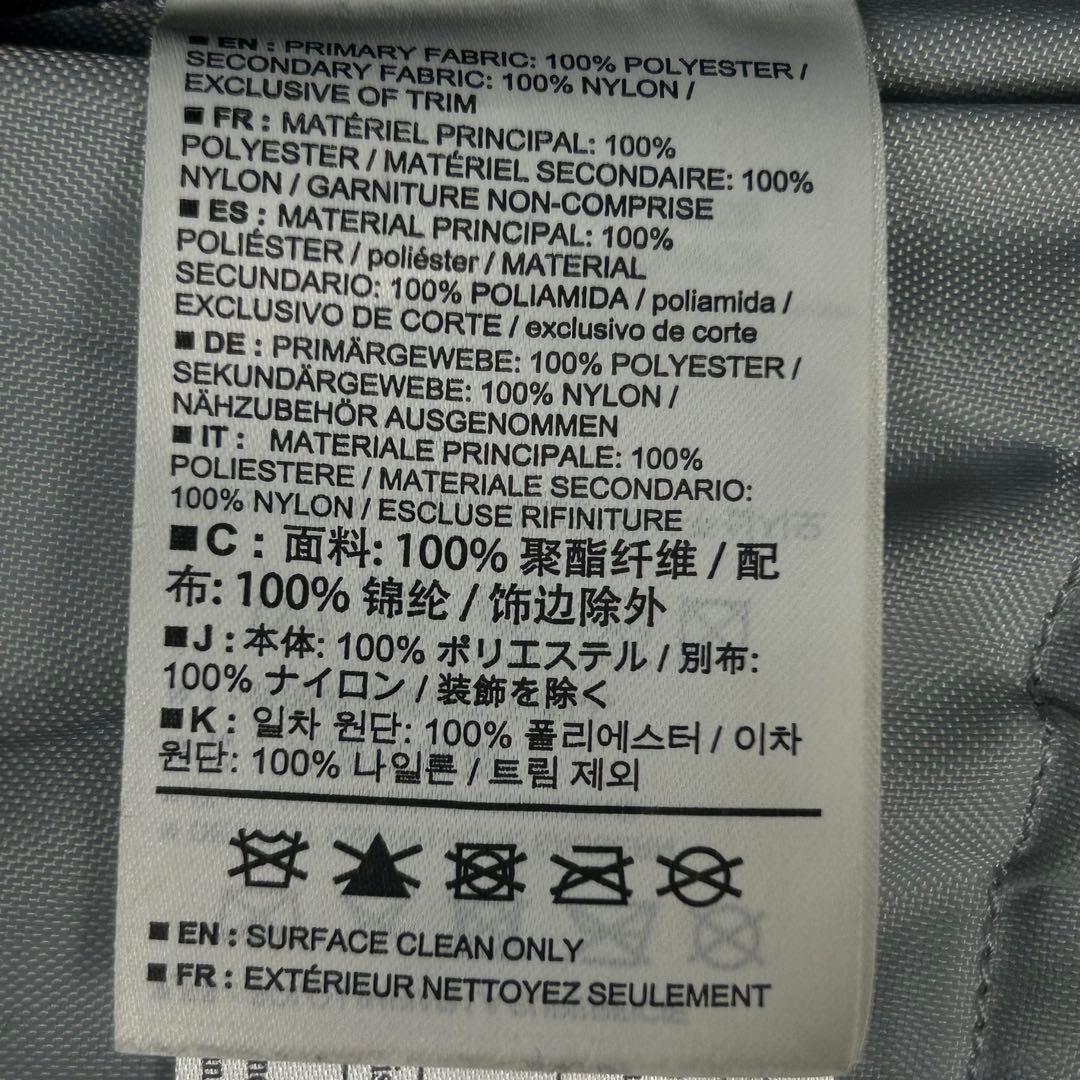 ■ EN : PRIMARY FABRIC: 100% POLYESTER /
SECONDARY FABRIC: 100% NYLON /
EXCLUSIVE OF TRIM
■ FR : MATÉRIEL PRINCIPAL: 100%
POLYESTER / MATÉRIEL SECONDAIRE: 100%
NYLON / GARNITURE NON-COMPRISE
■ ES : MATERIAL PRINCIPAL: 100%
POLIÉSTER / poliéster / MATERIAL
SECUNDARIO: 100% POLIAMIDA / poliamida /
EXCLUSIVO DE CORTE / exclusivo de corte
■ DE : PRIMÄRGEWEBE: 100% POLYESTER /
SEKUNDÄRGEWEBE: 100% NYLON /
NÄHZUBEHÖR AUSGENOMMEN
■ IT : MATERIALE PRINCIPALE: 100%
POLIESTERE / MATERIALE SECONDARIO:
100% NYLON / ESCLUSE RIFINITURE
■ C : 面料: 100% 聚酯纤维 / 配
布: 100% 锦纶 / 饰边除外
■ J : 本体: 100% ポリエステル / 別布:
100% ナイロン / 装飾を除く
■ K : 일차 원단: 100% 폴리에스터 / 이차
원단: 100% 나일론 / 트림 제외
■ EN : SURFACE CLEAN ONLY
■ FR : EXTÉRIEUR NETTOYEZ SEULEMENT